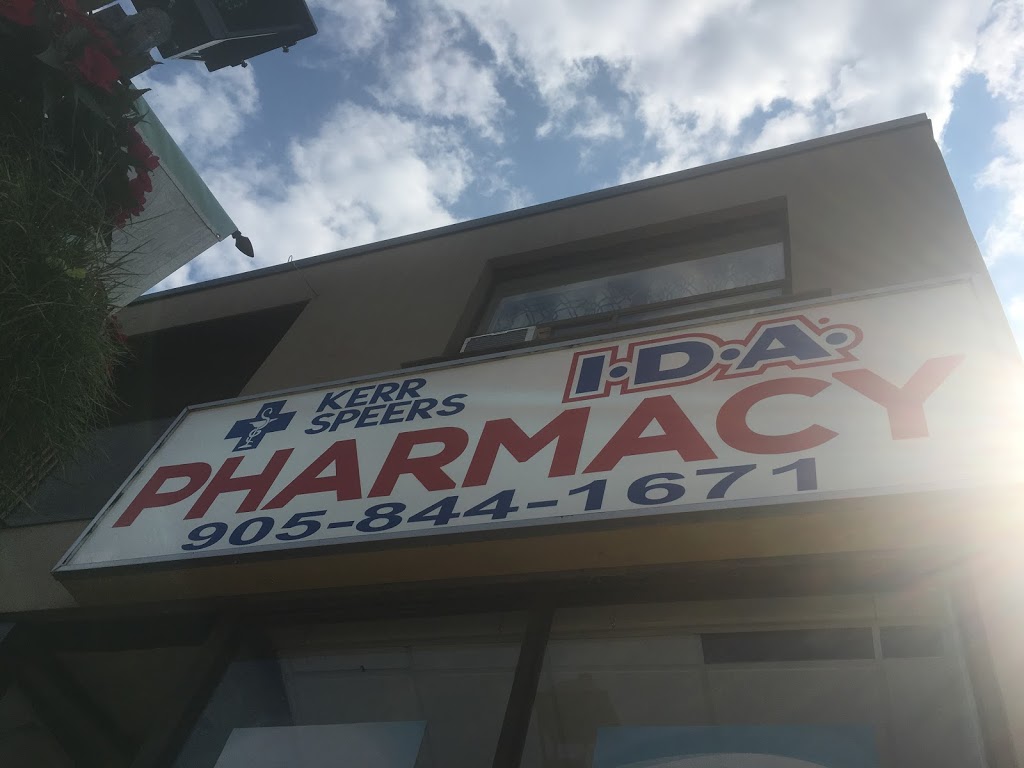 KERR
SPEERS
I·D·A·
PHARMACY
905-844-1671